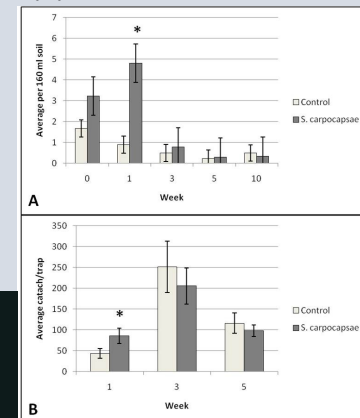 7
6
5
4
3
2
1
0
Average per 160 ml soil
*
0 1 3 5 10
Week
Control
S. carpocapsae
A
350
300
250
200
150
100
50
0
Average catach/trap
*
1 3 5
Week
Control
S. carpocapsae
B